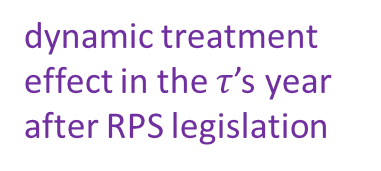 dynamic treatment
effect in the 𝜏’s year
after RPS legislation